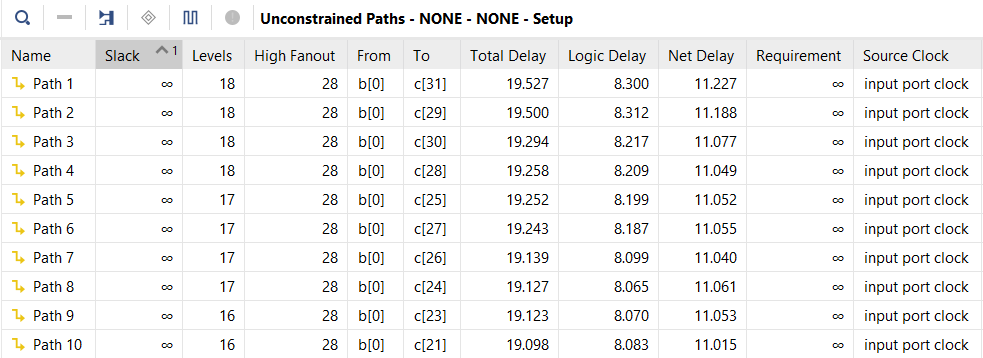 Unconstrained Paths - NONE - NONE - Setup
Name Slack 1 Levels High Fanout From To Total Delay Logic Delay Net Delay Requirement Source Clock
Path 1 ∞ 18 28 b[0] c[31] 19.527 8.300 11.227 ∞ input port clock
Path 2 ∞ 18 28 b[0] c[29] 19.500 8.312 11.188 ∞ input port clock
Path 3 ∞ 18 28 b[0] c[30] 19.294 8.217 11.077 ∞ input port clock
Path 4 ∞ 18 28 b[0] c[28] 19.258 8.209 11.049 ∞ input port clock
Path 5 ∞ 17 28 b[0] c[25] 19.252 8.199 11.052 ∞ input port clock
Path 6 ∞ 17 28 b[0] c[27] 19.243 8.187 11.055 ∞ input port clock
Path 7 ∞ 17 28 b[0] c[26] 19.139 8.099 11.040 ∞ input port clock
Path 8 ∞ 17 28 b[0] c[24] 19.127 8.065 11.061 ∞ input port clock
Path 9 ∞ 16 28 b[0] c[23] 19.123 8.070 11.053 ∞ input port clock
Path 10 ∞ 16 28 b[0] c[21] 19.098 8.083 11.015 ∞ input port clock